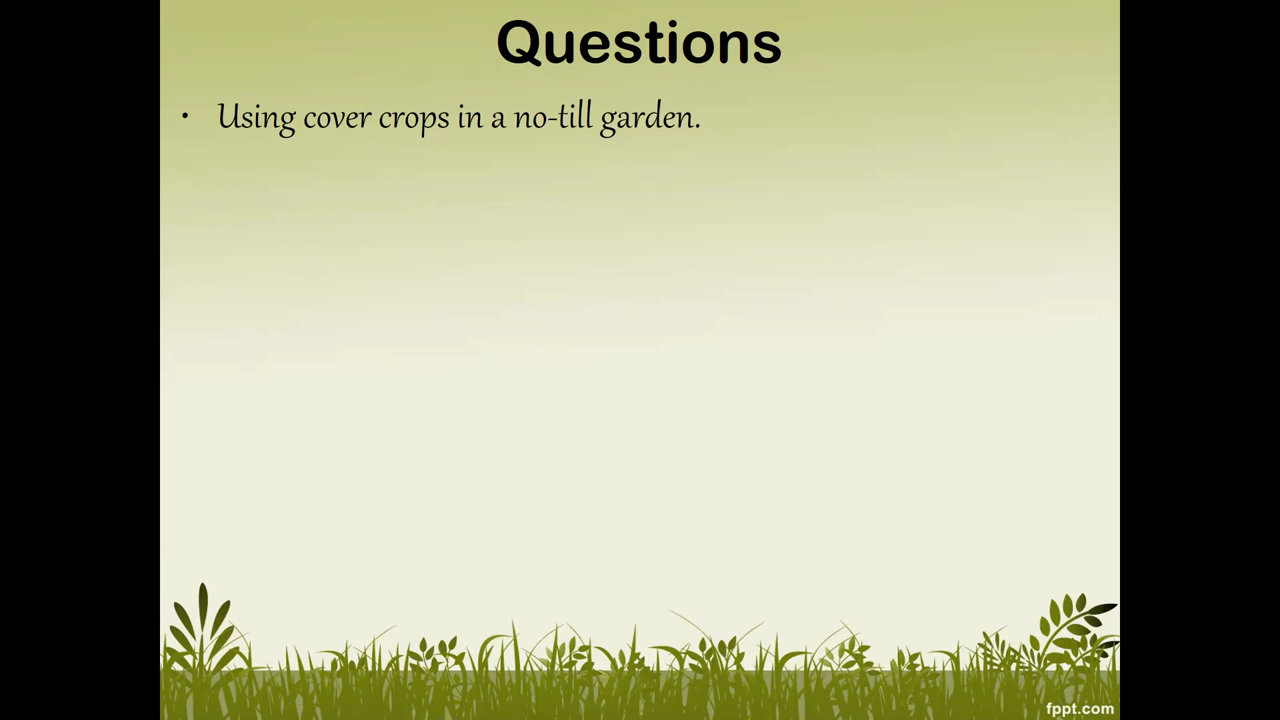 Questions
• Using cover crops in a no-till garden.
fppt.com